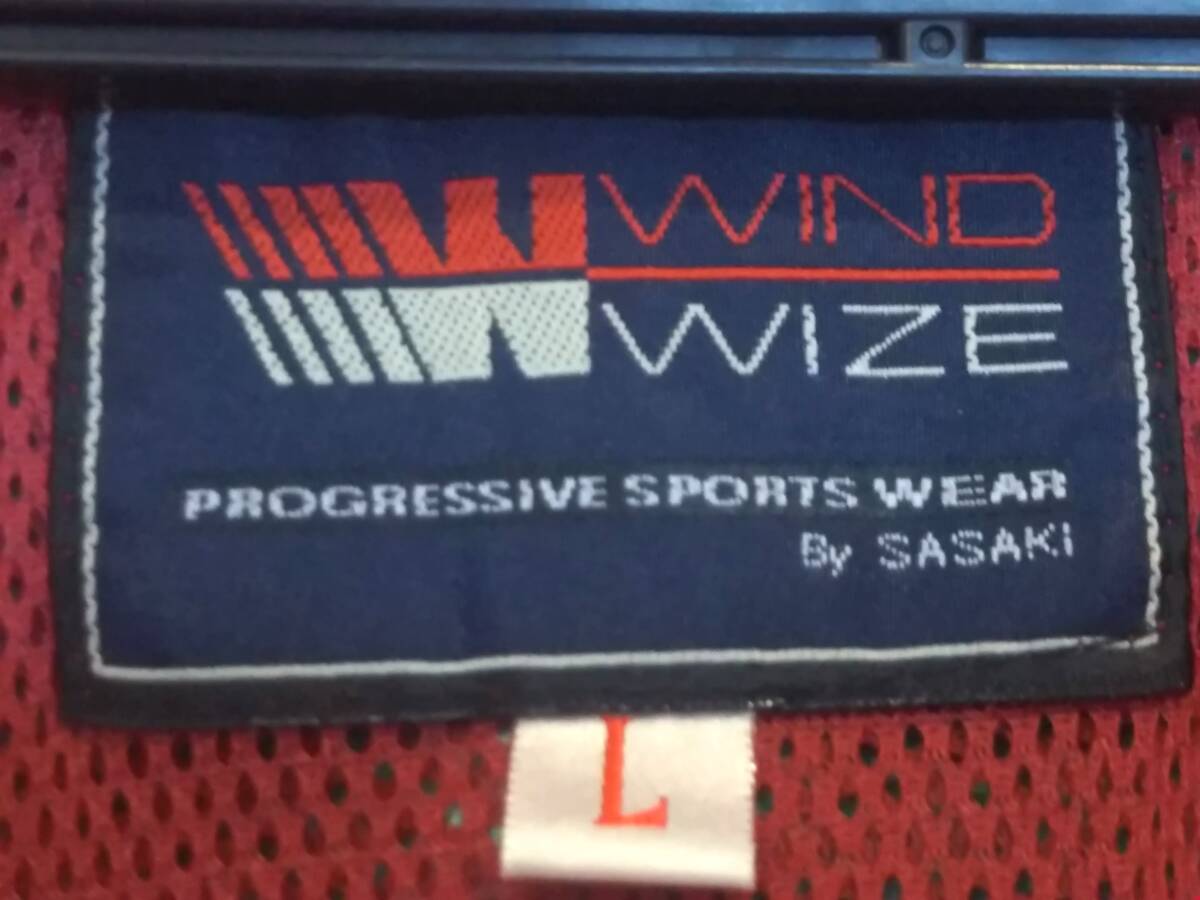 WIND
WIZE
PROGRESSIVE SPORTS WEAR
By SASAKI
L